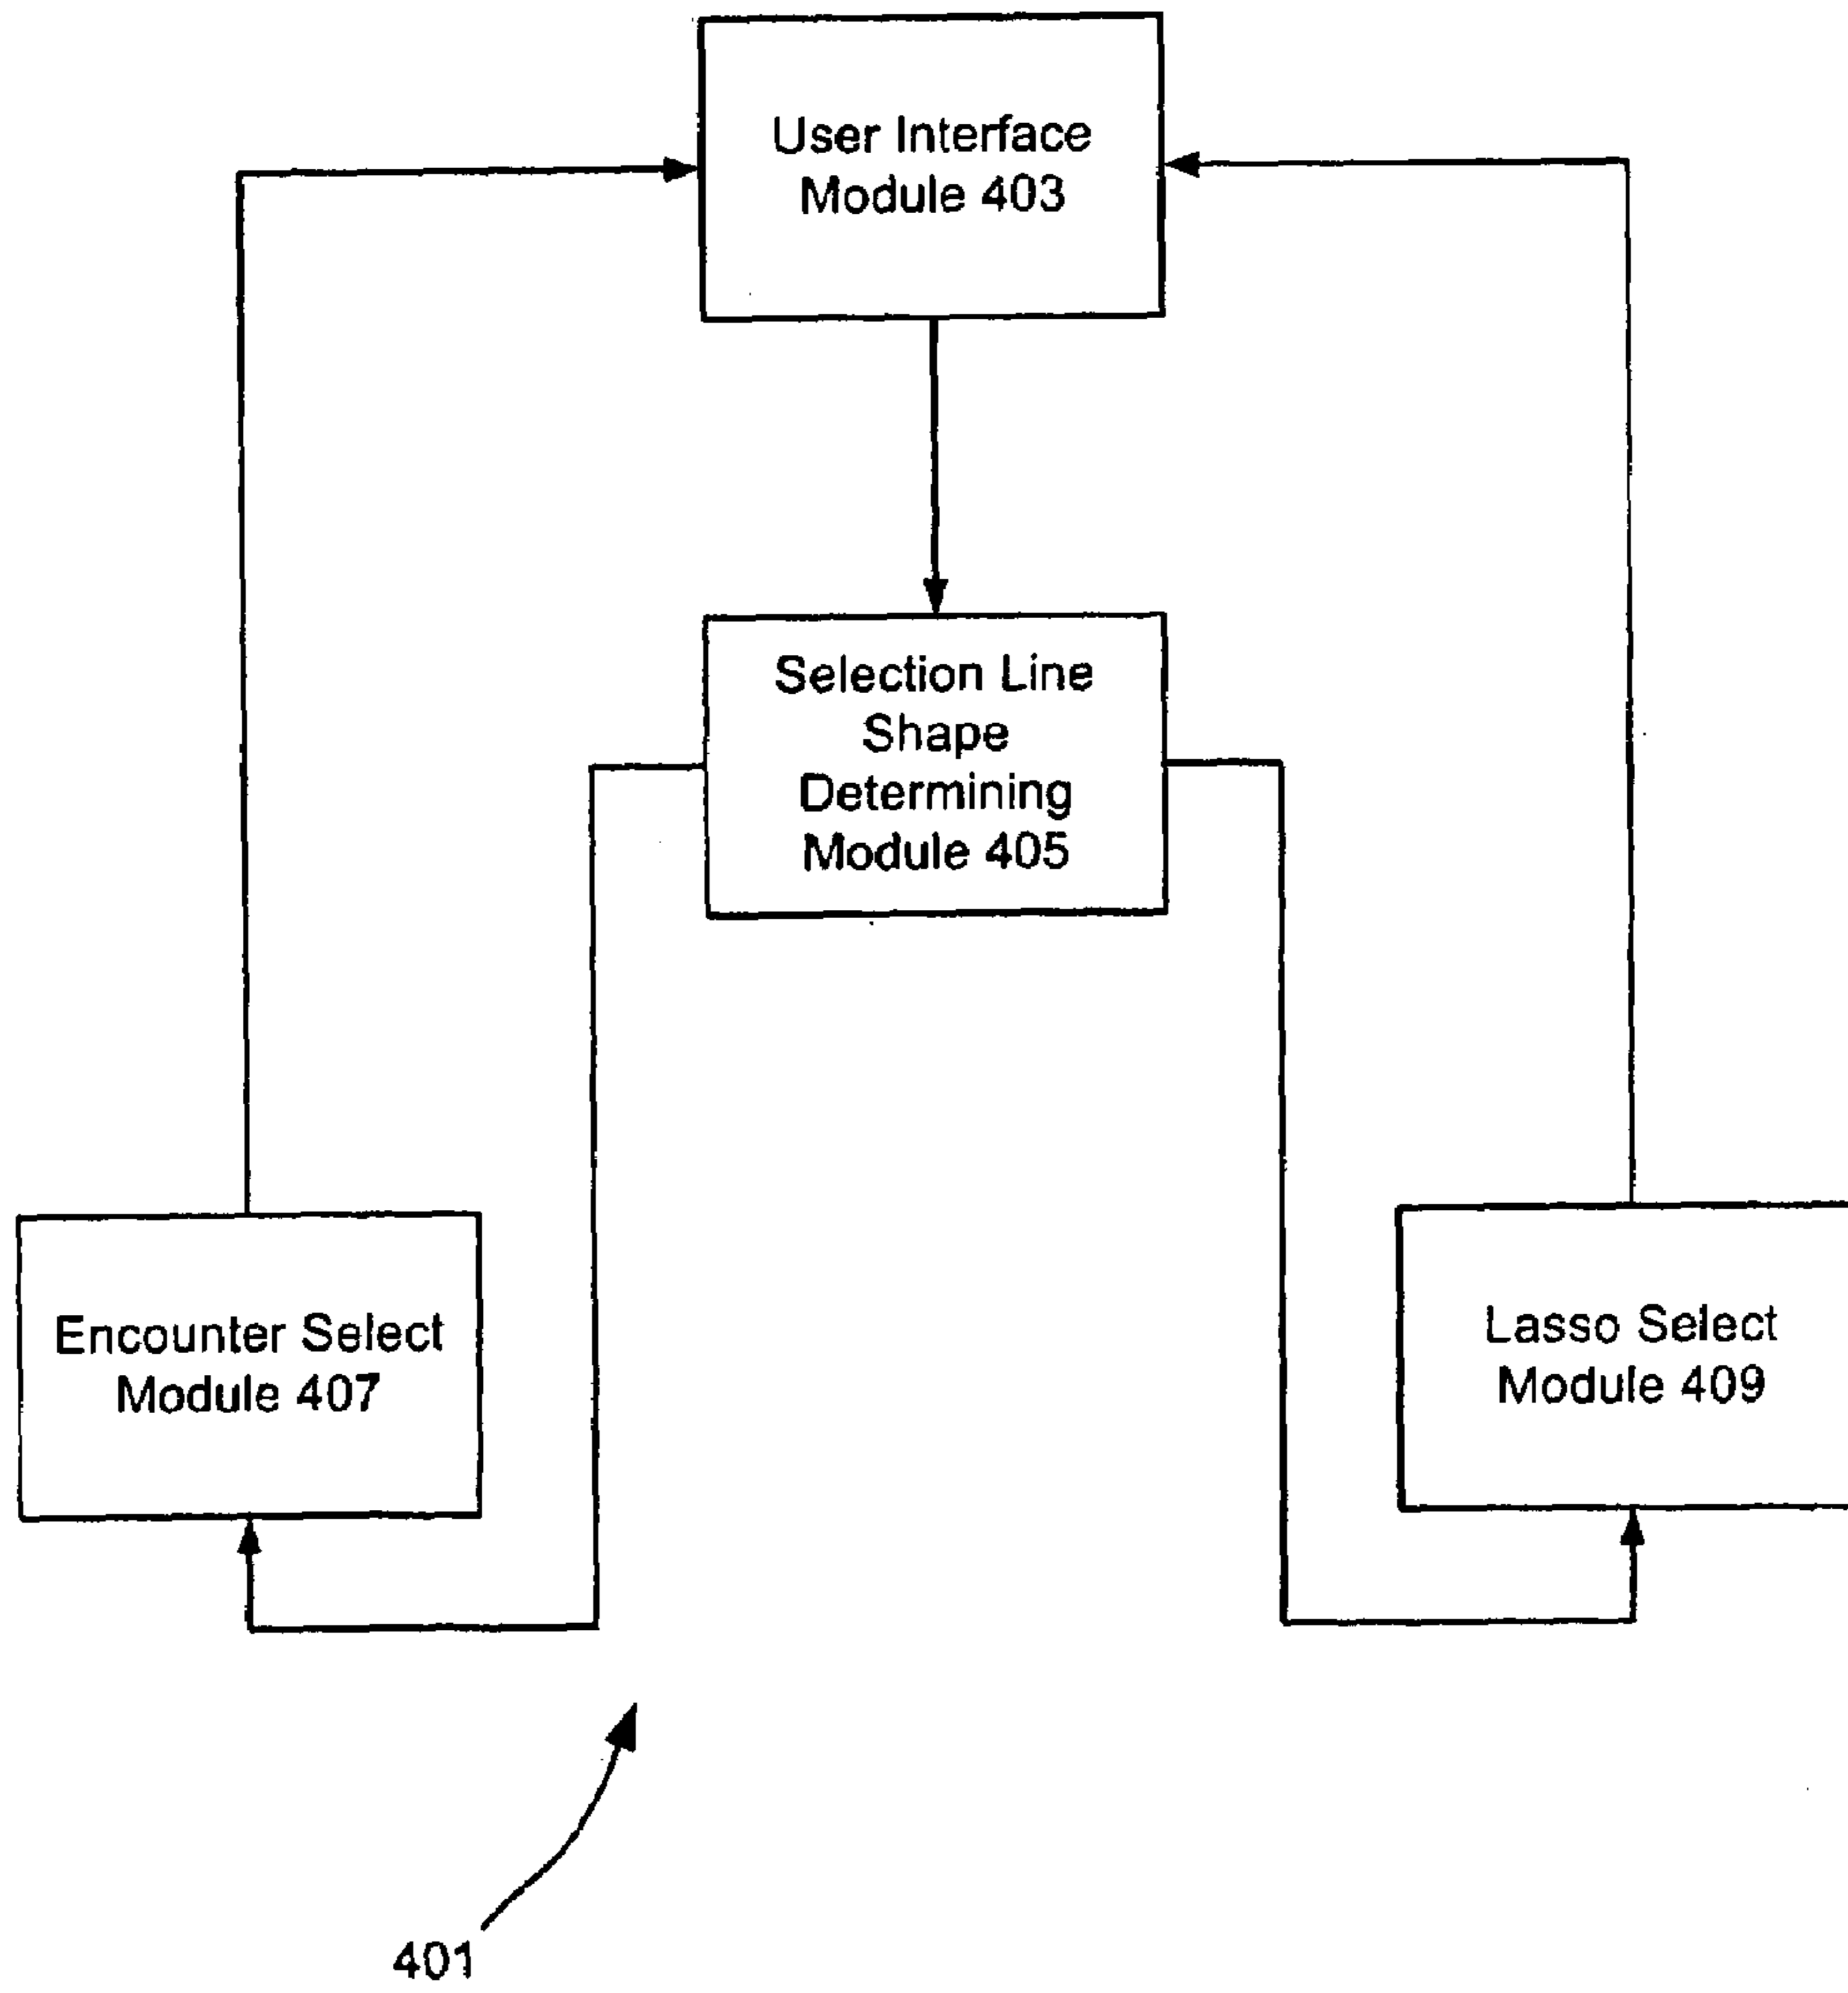 User Interface
Module 403
Selection Line
Shape
Determining
Module 405
Encounter Select
Module 407
Lasso Select
Module 409
401